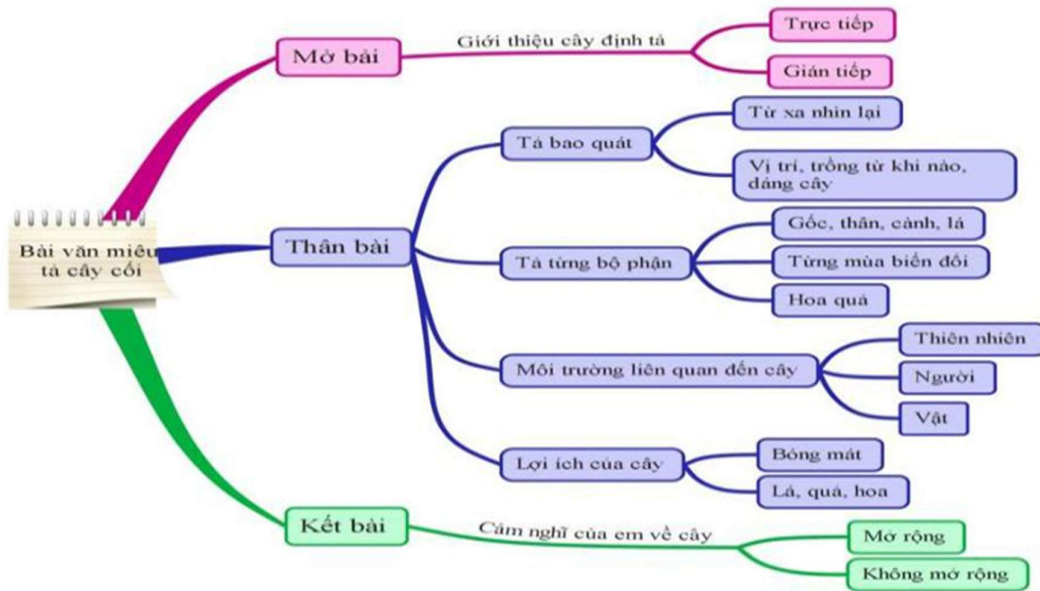 Bài văn miêu
tả cây cối
Mở bài
Giới thiệu cây định tả
Trực tiếp
Gián tiếp
Thân bài
Tả bao quát
Từ xa nhìn lại
Vị trí, trồng từ khi nào,
dáng cây
Tả từng bộ phận
Gốc, thân, cành, lá
Từng mùa biến đổi
Hoa quả
Môi trường liên quan đến cây
Thiên nhiên
Người
Vật
Lợi ích của cây
Bóng mát
Lá, quả, hoa
Kết bài
Cảm nghĩ của em về cây
Mở rộng
Không mở rộng